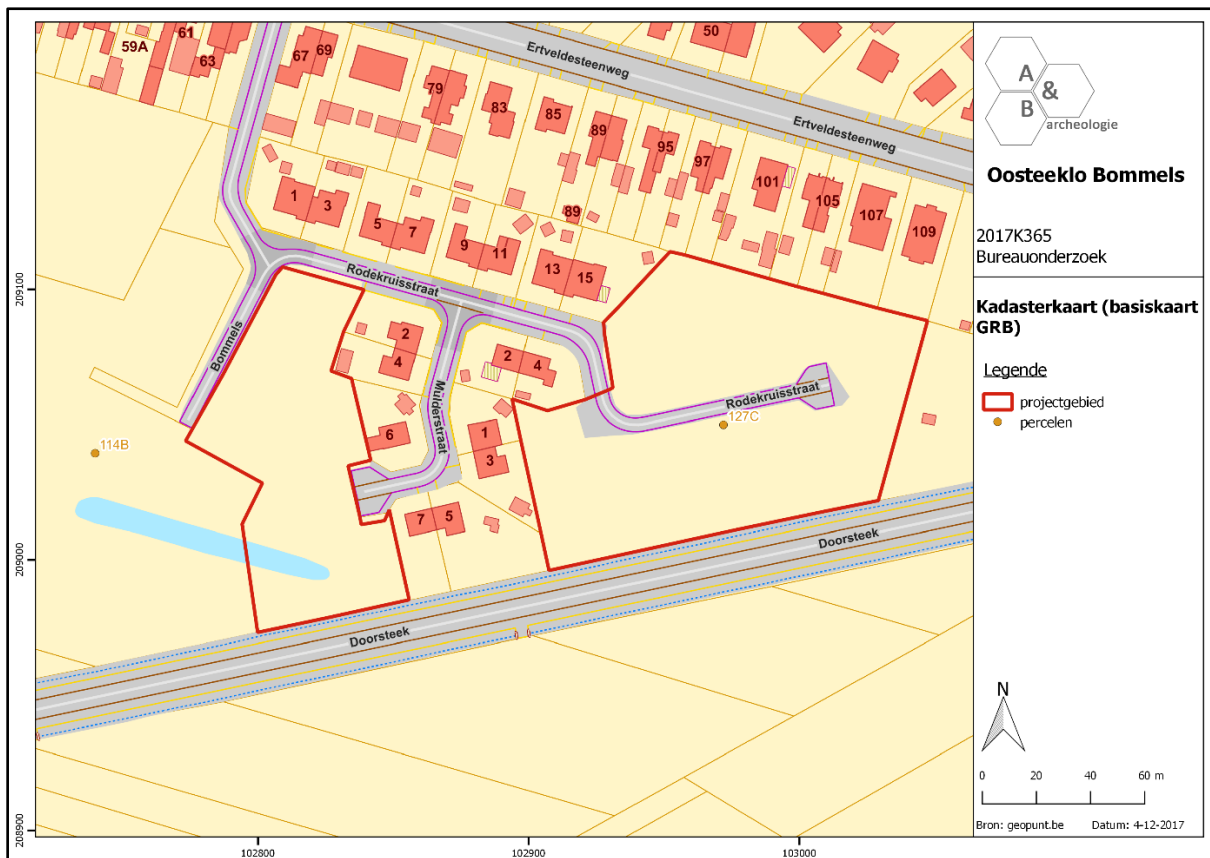 59A
61
63
67
69
79
83
85
89
95
97
101
105
107
109
50
Ertveldesteenweg
Ertveldesteenweg
1
3
5
7
9
11
13
15
89
Rodekruisstraat
Bommels
2
4
2
4
Mulderstraat
6
1
3
7
5
Rodekruisstraat
127C
114B
Doorsteek
Doorsteek
209100
209000
208900
102800
102900
103000
A
&
B
archeologie
Oosteeklo Bommels
2017K365
Bureauonderzoek
Kadasterkaart (basiskaart
GRB)
Legende
projectgebied
percelen
N
0 20 40 60 m
Bron: geopunt.be Datum: 4-12-2017